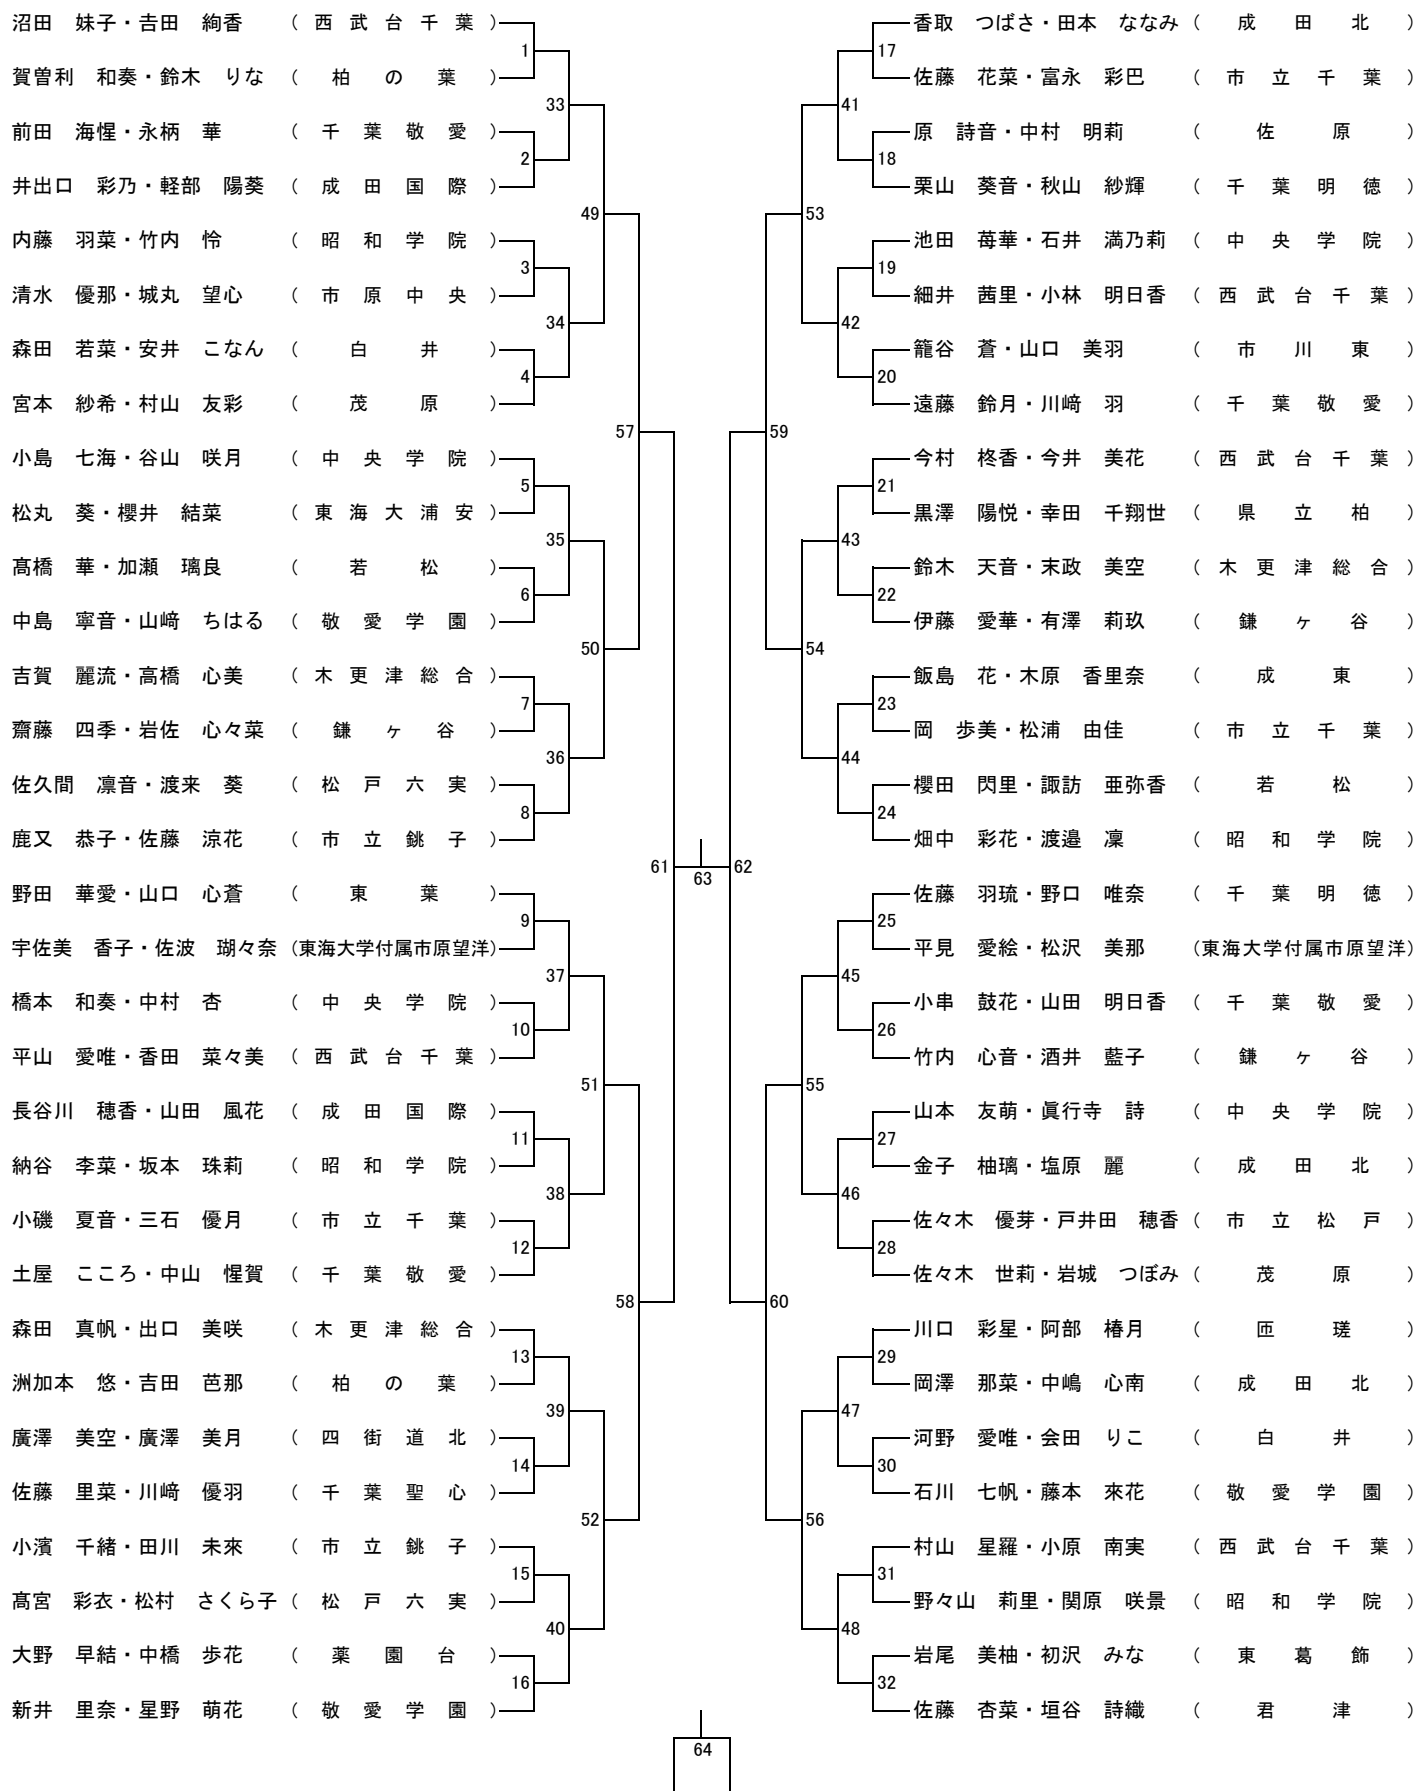 沼田 妹子・吉田 絢香 （ 西 武 台 千 葉 ）
1
賀曽利 和奏・鈴木 りな （ 柏 の 葉 ）
33
前田 海惺・永柄 華 （ 千 葉 敬 愛 ）
2
井出口 彩乃・軽部 陽葵 （ 成 田 国 際 ）
49
内藤 羽菜・竹内 怜 （ 昭 和 学 院 ）
3
清水 優那・城丸 望心 （ 市 原 中 央 ）
34
森田 若菜・安井 こなん （ 白 井 ）
4
宮本 紗希・村山 友彩 （ 茂 原 ）
57
小島 七海・谷山 咲月 （ 中 央 学 院 ）
5
松丸 葵・櫻井 結菜 （ 東 海 大 浦 安 ）
35
髙橋 華・加瀬 璃良 （ 若 松 ）
6
中島 寧音・山﨑 ちはる （ 敬 愛 学 園 ）
50
吉賀 麗流・高橋 心美 （ 木 更 津 総 合 ）
7
齋藤 四季・岩佐 心々菜 （ 鎌 ヶ 谷 ）
36
佐久間 凛音・渡来 葵 （ 松 戸 六 実 ）
8
鹿又 恭子・佐藤 涼花 （ 市 立 銚 子 ）
61
野田 華愛・山口 心蒼 （ 東 葉 ）
9
宇佐美 香子・佐波 瑚々奈 （東海大学付属市原望洋）
37
橋本 和奏・中村 杏 （ 中 央 学 院 ）
10
平山 愛唯・香田 菜々美 （ 西 武 台 千 葉 ）
51
長谷川 穂香・山田 風花 （ 成 田 国 際 ）
11
納谷 李菜・坂本 珠莉 （ 昭 和 学 院 ）
38
小磯 夏音・三石 優月 （ 市 立 千 葉 ）
12
土屋 こころ・中山 惺賀 （ 千 葉 敬 愛 ）
58
森田 真帆・出口 美咲 （ 木 更 津 総 合 ）
13
洲加本 悠・吉田 芭那 （ 柏 の 葉 ）
39
廣澤 美空・廣澤 美月 （ 四 街 道 北 ）
14
佐藤 里菜・川﨑 優羽 （ 千 葉 聖 心 ）
52
小濱 千緒・田川 未來 （ 市 立 銚 子 ）
15
髙宮 彩衣・松村 さくら子 （ 松 戸 六 実 ）
40
大野 早結・中橋 歩花 （ 薬 園 台 ）
16
新井 里奈・星野 萌花 （ 敬 愛 学 園 ）
63
64
香取 つばさ・田本 ななみ （ 成 田 北 ）
17
佐藤 花菜・富永 彩巴 （ 市 立 千 葉 ）
41
原 詩音・中村 明莉 （ 佐 原 ）
18
栗山 葵音・秋山 紗輝 （ 千 葉 明 徳 ）
53
池田 苺華・石井 満乃莉 （ 中 央 学 院 ）
19
細井 茜里・小林 明日香 （ 西 武 台 千 葉 ）
42
籠谷 蒼・山口 美羽 （ 市 川 東 ）
20
遠藤 鈴月・川﨑 羽 （ 千 葉 敬 愛 ）
59
今村 柊香・今井 美花 （ 西 武 台 千 葉 ）
21
黒澤 陽悦・幸田 千翔世 （ 県 立 柏 ）
43
鈴木 天音・末政 美空 （ 木 更 津 総 合 ）
22
伊藤 愛華・有澤 莉玖 （ 鎌 ヶ 谷 ）
54
飯島 花・木原 香里奈 （ 成 東 ）
23
岡 歩美・松浦 由佳 （ 市 立 千 葉 ）
44
櫻田 閃里・諏訪 亜弥香 （ 若 松 ）
24
畑中 彩花・渡邉 凜 （ 昭 和 学 院 ）
62
佐藤 羽琉・野口 唯奈 （ 千 葉 明 徳 ）
25
平見 愛絵・松沢 美那 （東海大学付属市原望洋）
45
小串 鼓花・山田 明日香 （ 千 葉 敬 愛 ）
26
竹内 心音・酒井 藍子 （ 鎌 ヶ 谷 ）
55
山本 友萌・眞行寺 詩 （ 中 央 学 院 ）
27
金子 柚璃・塩原 麗 （ 成 田 北 ）
46
佐々木 優芽・戸井田 穂香 （ 市 立 松 戸 ）
28
佐々木 世莉・岩城 つぼみ （ 茂 原 ）
60
川口 彩星・阿部 椿月 （ 匝 瑳 ）
29
岡澤 那菜・中嶋 心南 （ 成 田 北 ）
47
河野 愛唯・会田 りこ （ 白 井 ）
30
石川 七帆・藤本 來花 （ 敬 愛 学 園 ）
56
村山 星羅・小原 南実 （ 西 武 台 千 葉 ）
31
野々山 莉里・関原 咲景 （ 昭 和 学 院 ）
48
岩尾 美柚・初沢 みな （ 東 葛 飾 ）
32
佐藤 杏菜・垣谷 詩織 （ 君 津 ）